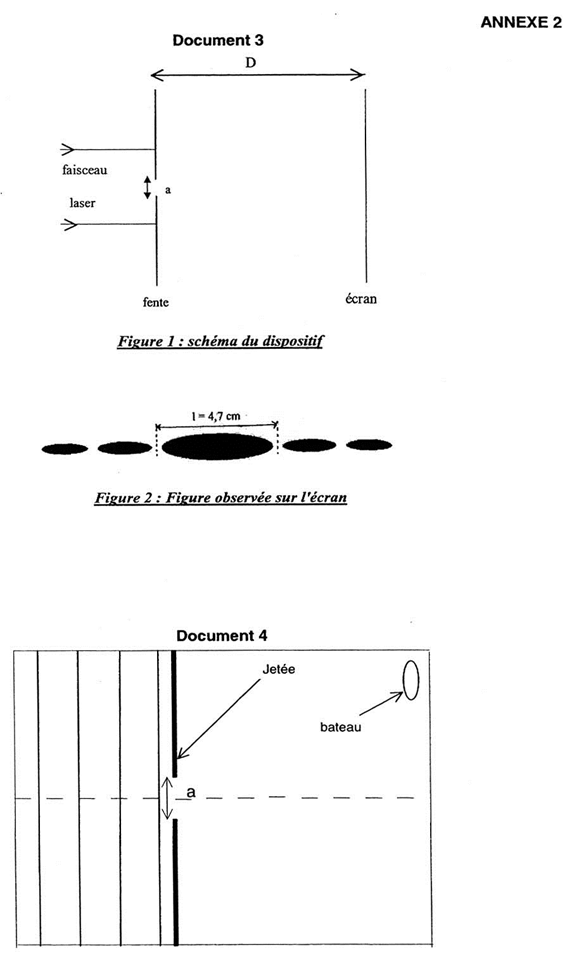 ANNEXE 2
Document 3
D
faisceau
a
laser
fente
écran
Figure 1 : schéma du dispositif
l = 4,7 cm
Figure 2 : Figure observée sur l'écran
Document 4
Jetée
bateau
a